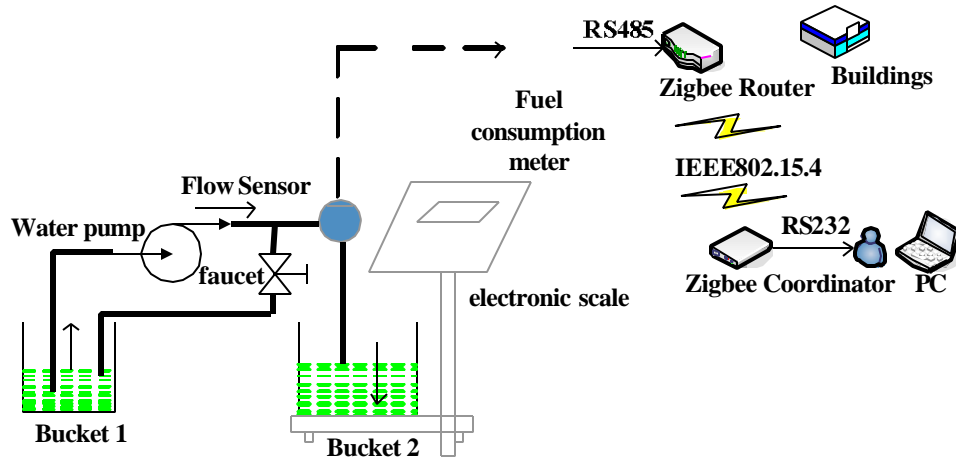 RS485
Zigbee Router
Buildings
Fuel
consumption
meter
IEEE802.15.4
Flow Sensor
Water pump
faucet
RS232
Zigbee Coordinator
PC
electronic scale
Bucket 1
Bucket 2